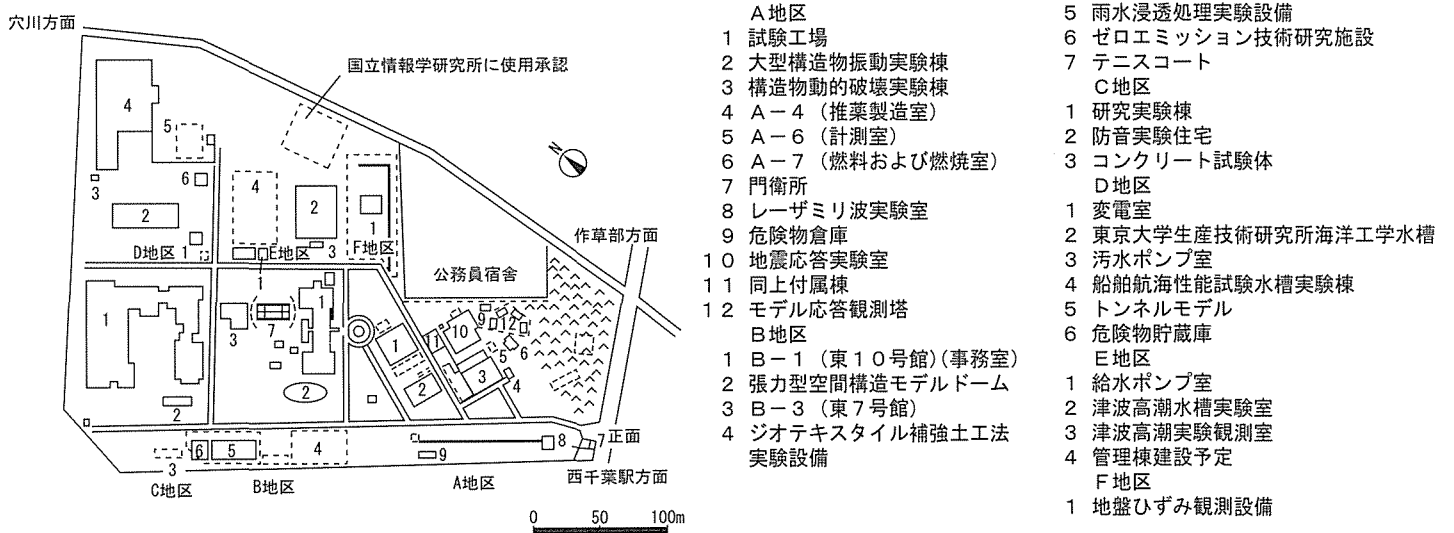 穴川方面
国立情報学研究所に使用承認
N
4
5
3
6
2
D地区
1
4
E地区
1
2
3
1
F地区
作草部方面
公務員宿舎
1
3
7
1
2
2
1
2
11
10
9
12
5
6
3
4
6
5
3
4
9
8
7
正面
西千葉駅方面
C地区
B地区
A地区
0 50 100m
A地区
1 試験工場
2 大型構造物振動実験棟
3 構造物動的破壊実験棟
4 A-4（推薬製造室）
5 A-6（計測室）
6 A-7（燃料および燃焼室）
7 門衛所
8 レーザミリ波実験室
9 危険物倉庫
10 地震応答実験室
11 同上付属棟
12 モデル応答観測塔
B地区
1 B-1（東10号館）(事務室)
2 張力型空間構造モデルドーム
3 B-3（東7号館）
4 ジオテキスタイル補強土工法
実験設備
5 雨水浸透処理実験設備
6 ゼロエミッション技術研究施設
7 テニスコート
C地区
1 研究実験棟
2 防音実験住宅
3 コンクリート試験体
D地区
1 変電室
2 東京大学生産技術研究所海洋工学水槽
3 汚水ポンプ室
4 船舶航海性能試験水槽実験棟
5 トンネルモデル
6 危険物貯蔵庫
E地区
1 給水ポンプ室
2 津波高潮水槽実験室
3 津波高潮実験観測室
4 管理棟建設予定
F地区
1 地盤ひずみ観測設備